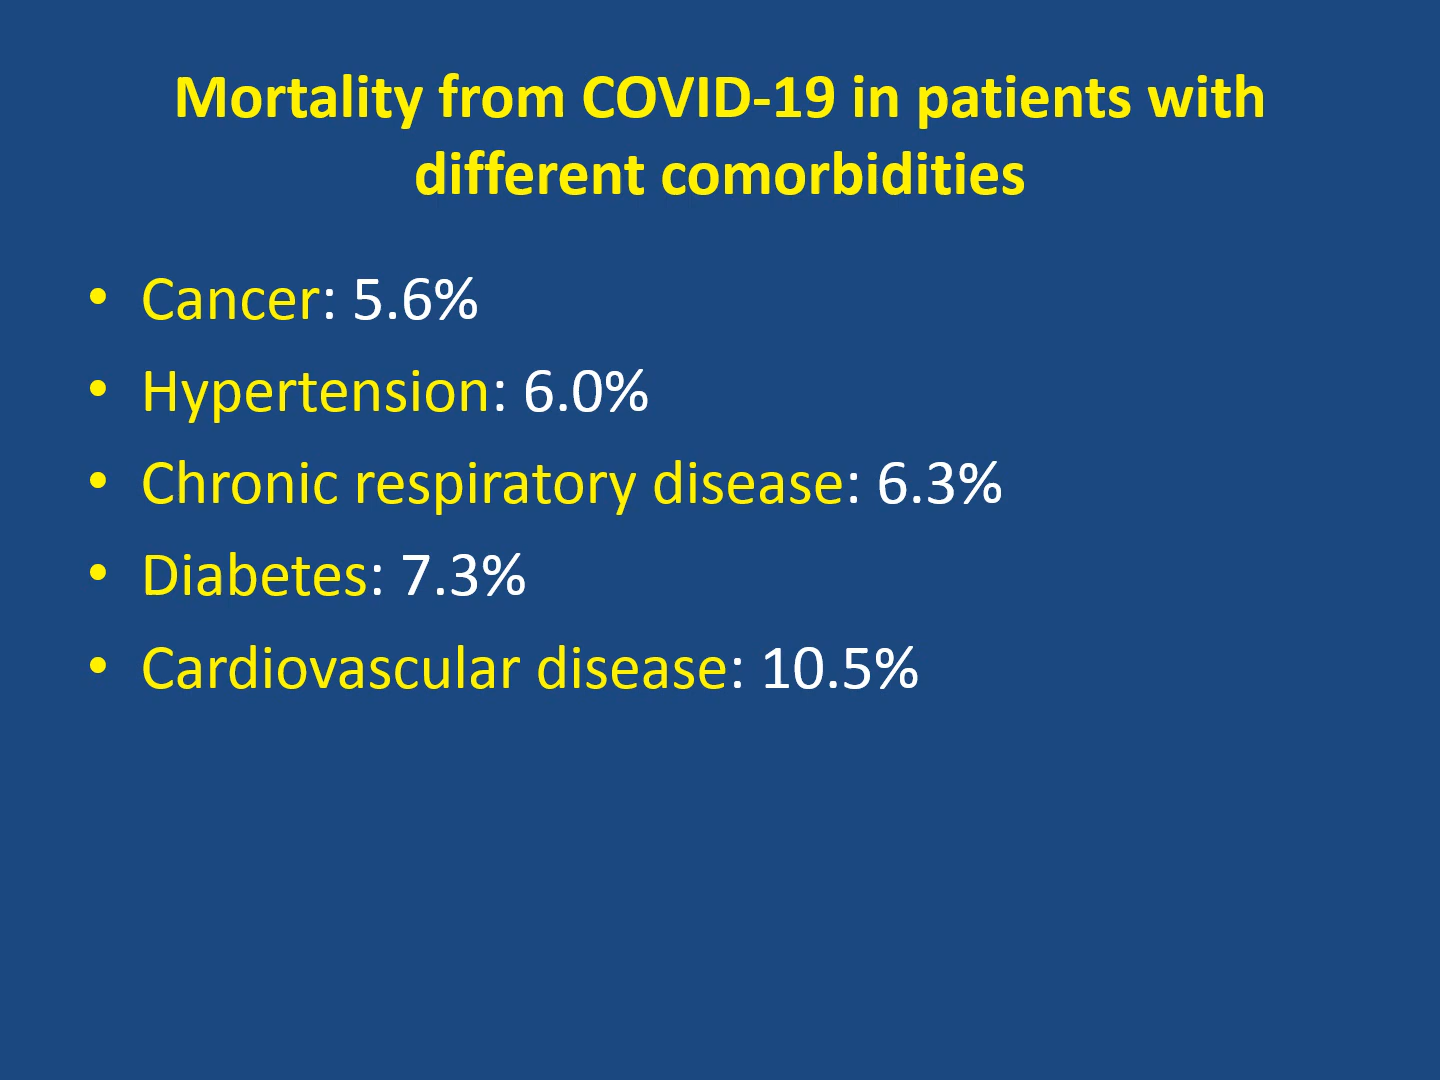 Mortality from COVID-19 in patients with
different comorbidities
• Cancer: 5.6%
• Hypertension: 6.0%
• Chronic respiratory disease: 6.3%
• Diabetes: 7.3%
• Cardiovascular disease: 10.5%